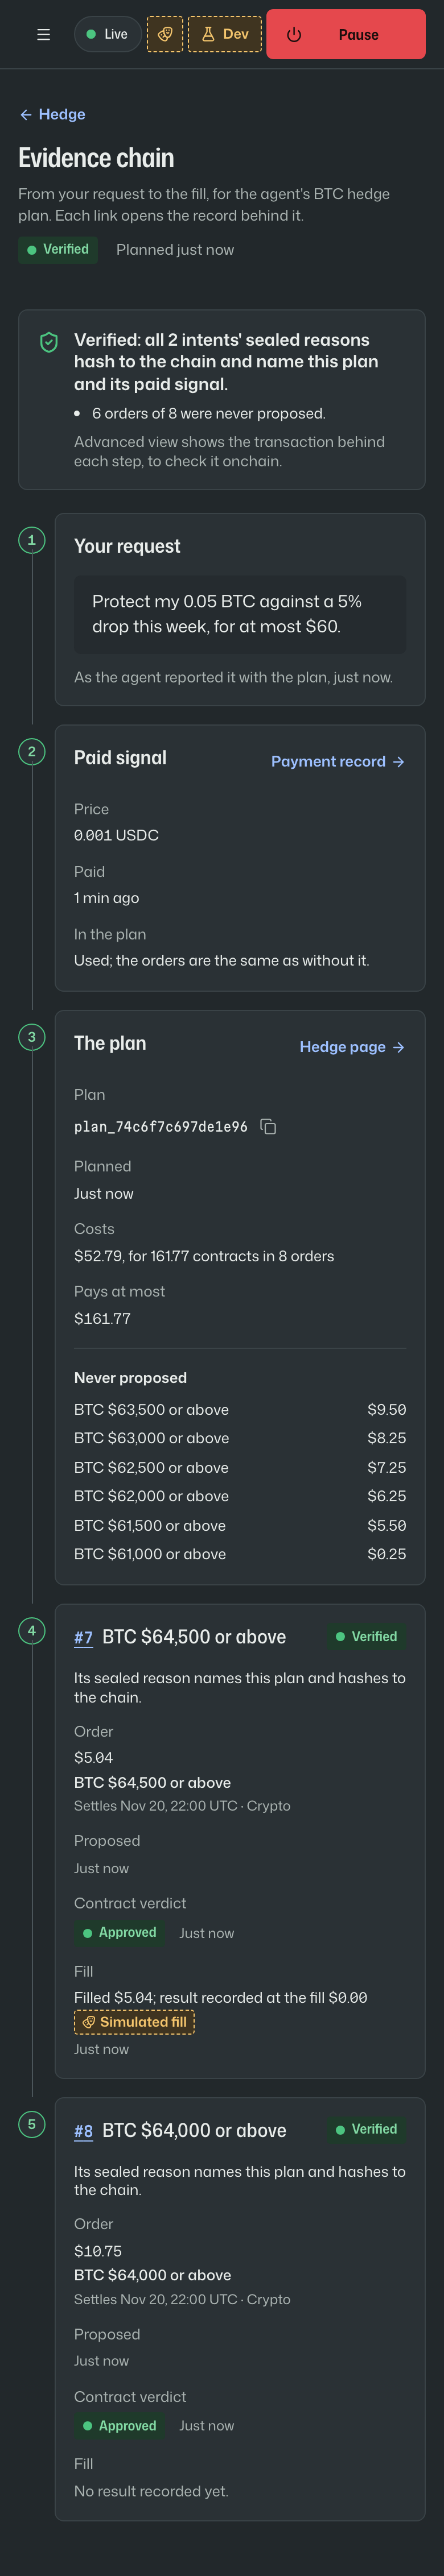 Live
Dev
Pause
Hedge
Evidence chain
From your request to the fill, for the agent's BTC hedge
plan. Each link opens the record behind it.
Verified
Planned just now
Verified: all 2 intents' sealed reasons
hash to the chain and name this plan
and its paid signal.
• 6 orders of 8 were never proposed.
Advanced view shows the transaction behind
each step, to check it onchain.
1
Your request
Protect my 0.05 BTC against a 5%
drop this week, for at most $60.
As the agent reported it with the plan, just now.
2
Paid signal
Payment record
Price
0.001 USDC
Paid
1 min ago
In the plan
Used; the orders are the same as without it.
3
The plan
Hedge page
Plan
plan_74c6f7c697de1e96
Planned
Just now
Costs
$52.79, for 161.77 contracts in 8 orders
Pays at most
$161.77
Never proposed
BTC $63,500 or above $9.50
BTC $63,000 or above $8.25
BTC $62,500 or above $7.25
BTC $62,000 or above $6.25
BTC $61,500 or above $5.50
BTC $61,000 or above $0.25
4
#7 BTC $64,500 or above
Verified
Its sealed reason names this plan and hashes to
the chain.
Order
$5.04
BTC $64,500 or above
Settles Nov 20, 22:00 UTC · Crypto
Proposed
Just now
Contract verdict
Approved
Just now
Fill
Filled $5.04; result recorded at the fill $0.00
Simulated fill
Just now
5
#8 BTC $64,000 or above
Verified
Its sealed reason names this plan and hashes to
the chain.
Order
$10.75
BTC $64,000 or above
Settles Nov 20, 22:00 UTC · Crypto
Proposed
Just now
Contract verdict
Approved
Just now
Fill
No result recorded yet.